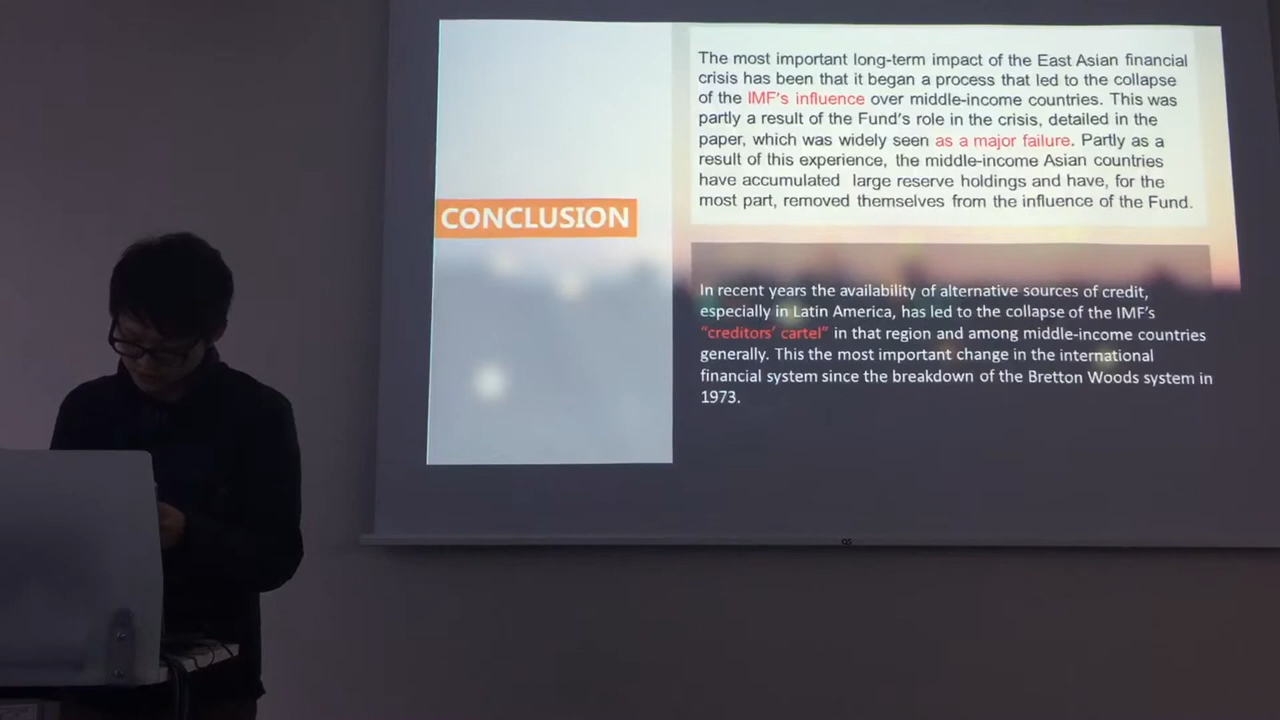 CONCLUSION
The most important long-term impact of the East Asian financial
crisis has been that it began a process that led to the collapse
of the IMF's influence over middle-income countries. This was
partly a result of the Fund's role in the crisis, detailed in the
paper, which was widely seen as a major failure. Partly as a
result of this experience, the middle-income Asian countries
have accumulated large reserve holdings and have, for the
most part, removed themselves from the influence of the Fund.
In recent years the availability of alternative sources of credit,
especially in Latin America, has led to the collapse of the IMF's
"creditors' cartel" in that region and among middle-income countries
generally. This the most important change in the international
financial system since the breakdown of the Bretton Woods system in
1973.